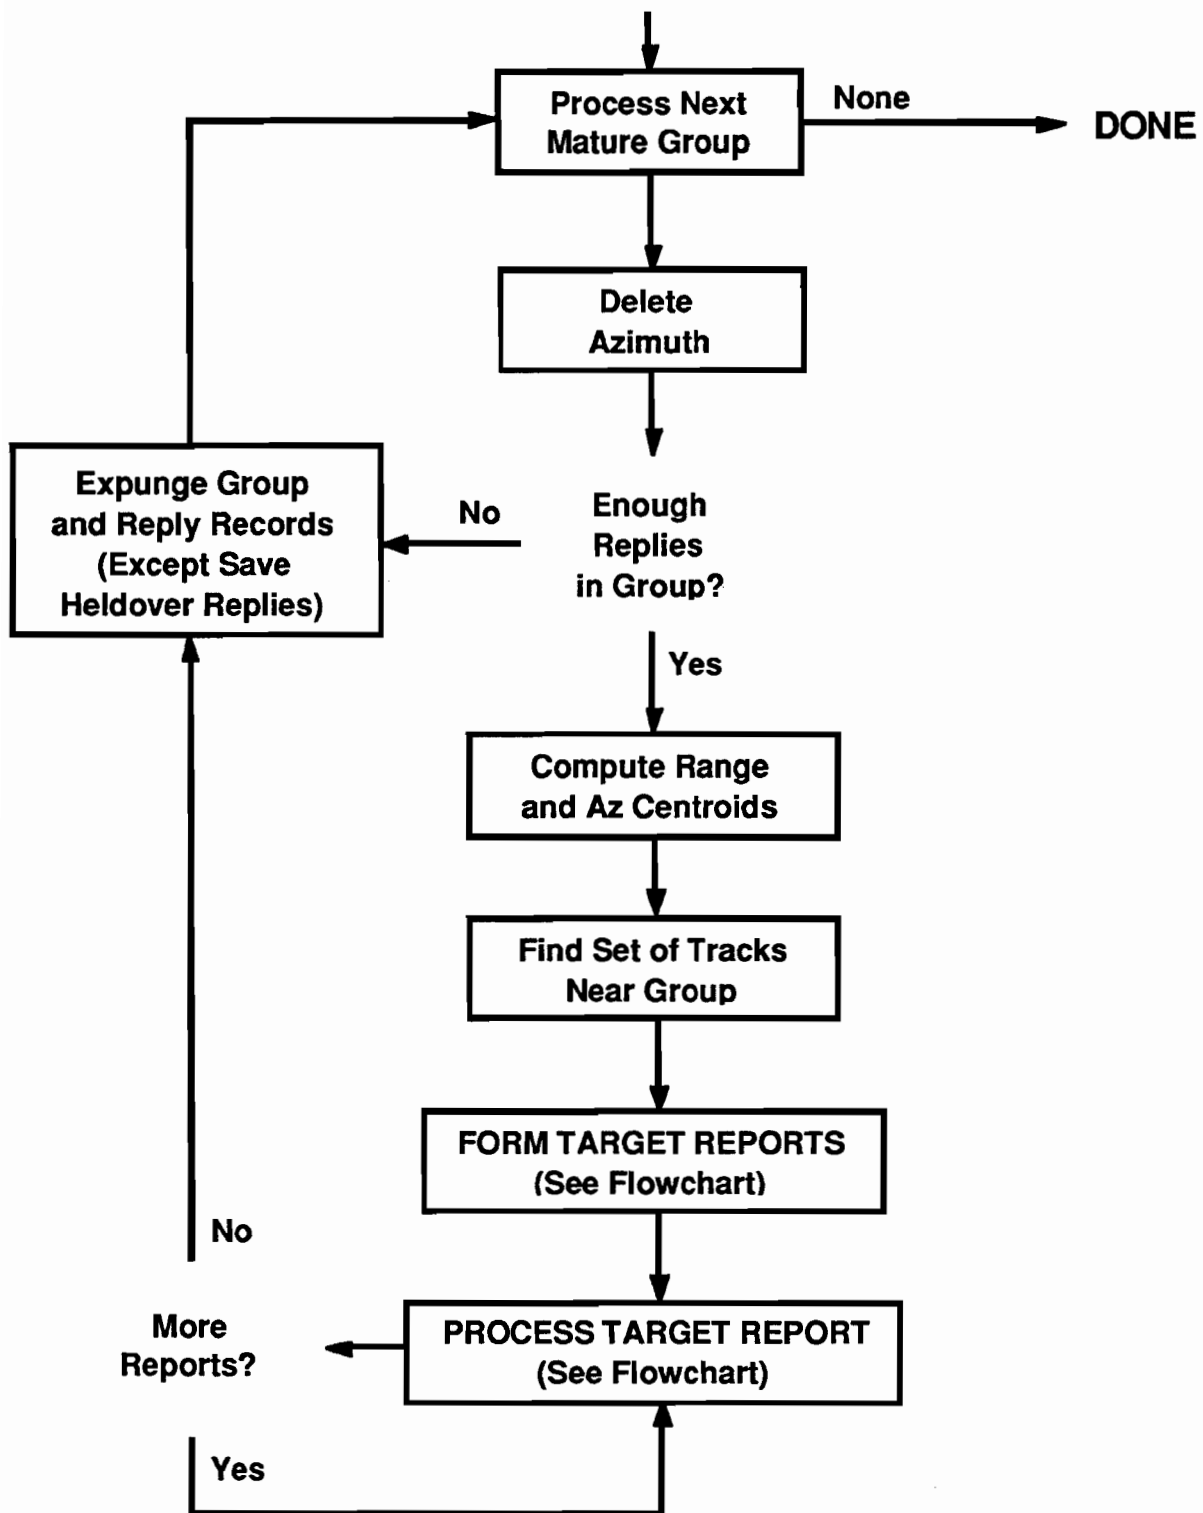 Process Next
Mature Group
None
DONE
Delete
Azimuth
Expunge Group
and Reply Records
(Except Save
Heldover Replies)
No
Enough
Replies
in Group?
Yes
Compute Range
and Az Centroids
Find Set of Tracks
Near Group
FORM TARGET REPORTS
(See Flowchart)
No
More
Reports?
PROCESS TARGET REPORT
(See Flowchart)
Yes